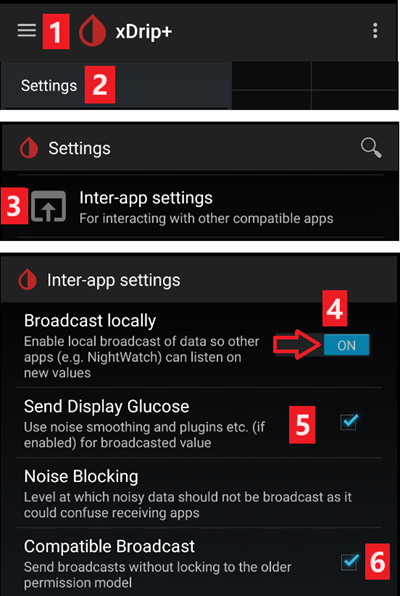 1 xDrip+
Settings 2
Settings
3 Inter-app settings
For interacting with other compatible apps
Inter-app settings
4
Broadcast locally
Enable local broadcast of data so other
apps (e.g. NightWatch) can listen on
new values
ON
Send Display Glucose
Use noise smoothing and plugins etc. (if
enabled) for broadcasted value
5
Noise Blocking
Level at which noisy data should not be broadcast as it
could confuse receiving apps
Compatible Broadcast
Send broadcasts without locking to the older
permission model
6